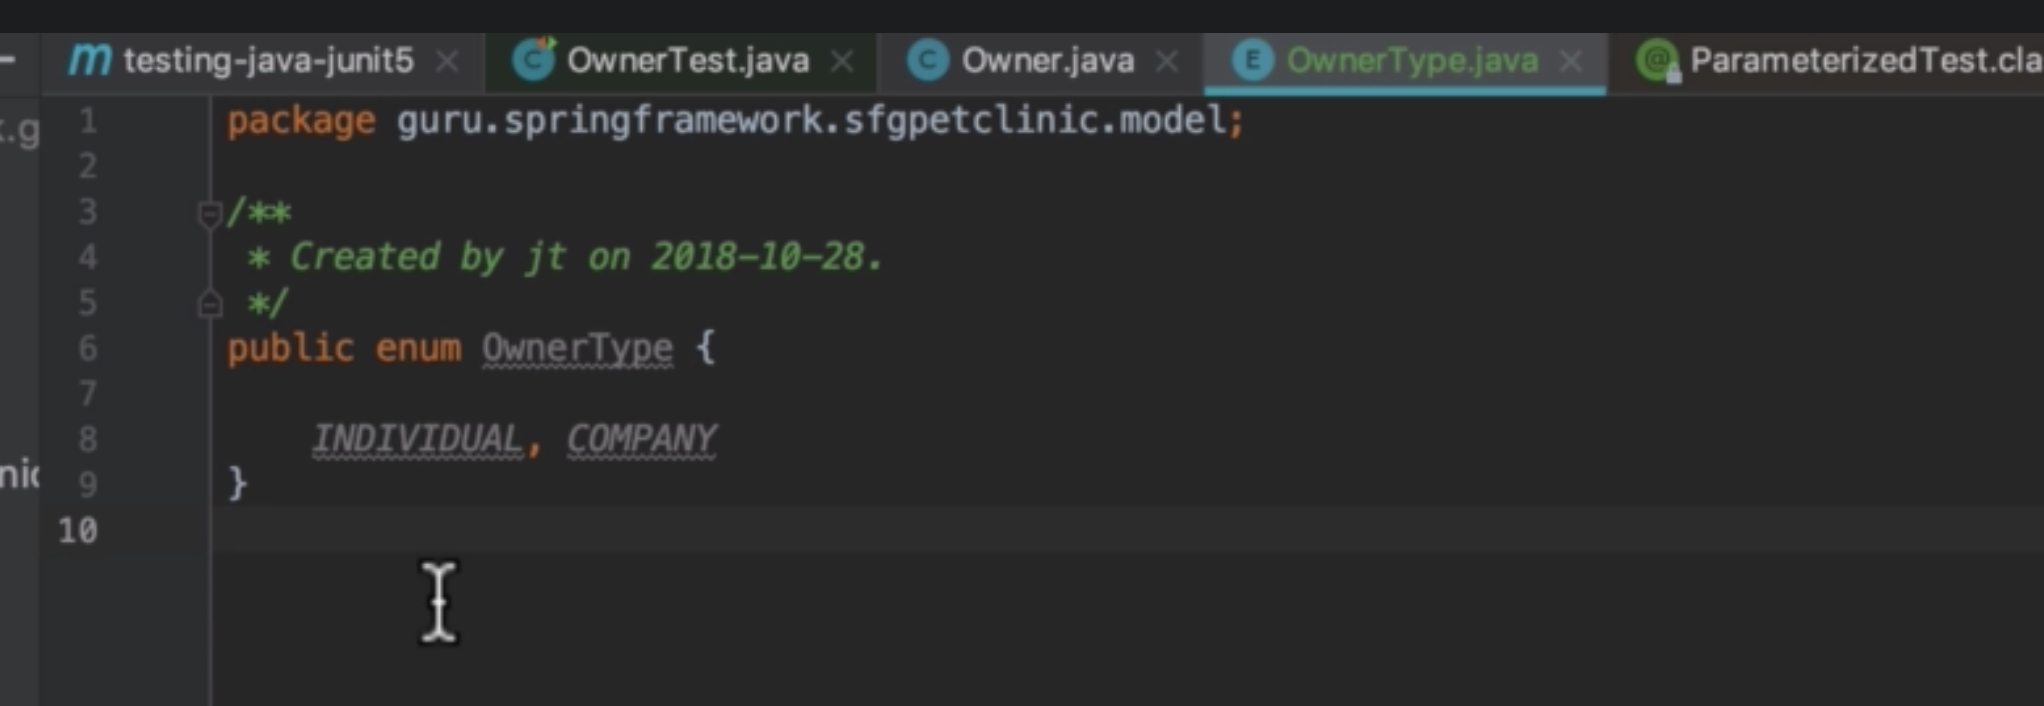 testing-java-junit5 OwnerTest.java Owner.java OwnerType.java ParameterizedTest.cla
1 package guru.springframework.sfgpetclinic.model;
2
3 /**
4  * Created by jt on 2018-10-28.
5  */
6 public enum OwnerType {
7
8     INDIVIDUAL, COMPANY
9 }
10